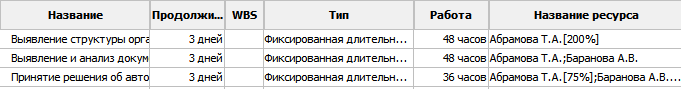 Название Продолжи... WBS Тип Работа Название ресурса
Выявление структуры орга 3 дней Фиксированная длительн... 48 часов Абрамова Т.А.[200%]
Выявление и анализ докум 3 дней Фиксированная длительн... 48 часов Абрамова Т.А.;Баранова А.В.
Принятие решения об авто 3 дней Фиксированная длительн... 36 часов Абрамова Т.А.[75%];Баранова А.В....